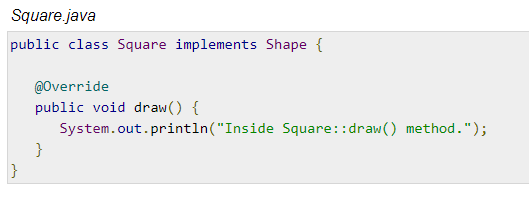 Square.java
public class Square implements Shape {
@Override
public void draw() {
System.out.println("Inside Square::draw() method.");
}
}